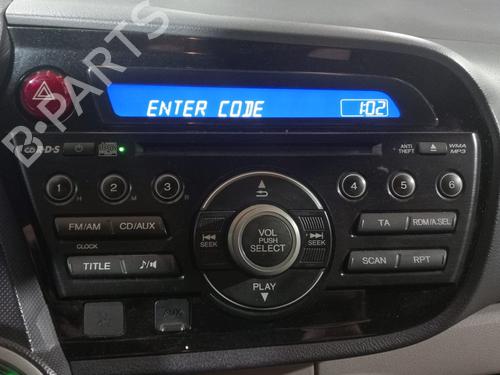 B-PARTS
ENTER CODE 1:02
R·D·S
ANTI THEFT
WMA MP3
1 H 2 M 3 R 4 5 6
FM/AM CD/AUX
VOL PUSH SELECT
SEEK SEEK
TA RDM/A.SEL
CLOCK
TITLE
PLAY
SCAN RPT
AUX